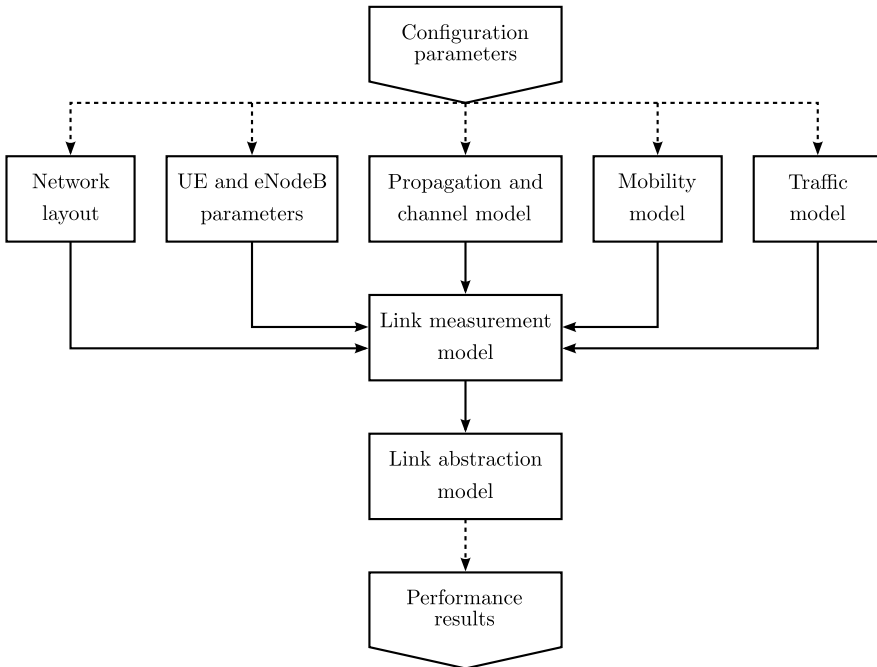 Configuration
parameters
Network
layout
UE and eNodeB
parameters
Propagation and
channel model
Mobility
model
Traffic
model
Link measurement
model
Link abstraction
model
Performance
results